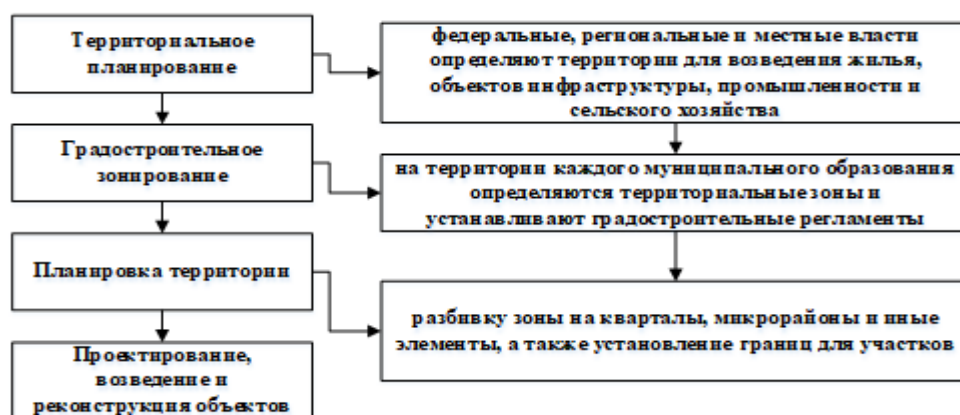 Территориальное
планирование
федеральные, региональные и местные власти
определяют территории для возведения жилья,
объектов инфраструктуры, промышленности и
сельского хозяйства
Градостроительное
зонирование
на территории каждого муниципального образования
определяются территориальные зоны и
устанавливают градостроительные регламенты
Планировка территории
разбивку зоны на кварталы, микрорайоны и иные
элементы, а также установление границ для участков
Проектирование,
возведение и
реконструкция объектов